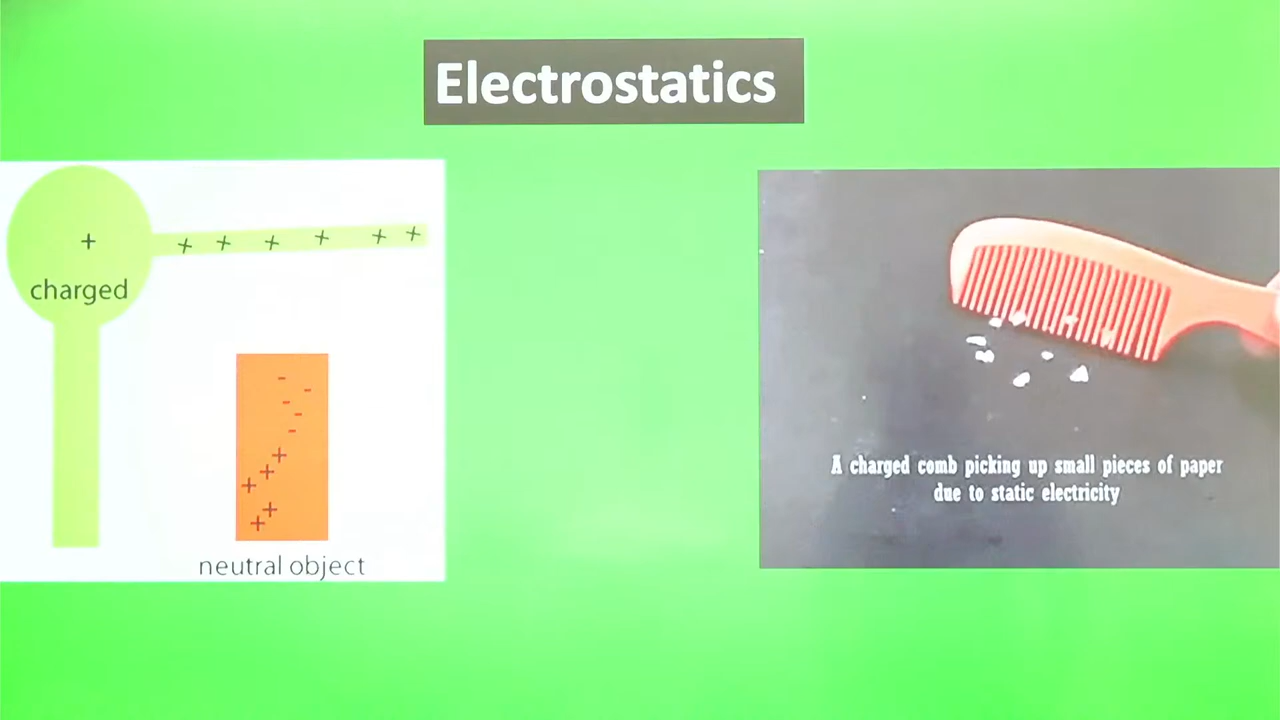 Electrostatics
+
charged
+ + + + + +
-
-
-
-
-
+
+
+
+
+
neutral object
A charged comb picking up small pieces of paper
due to static electricity